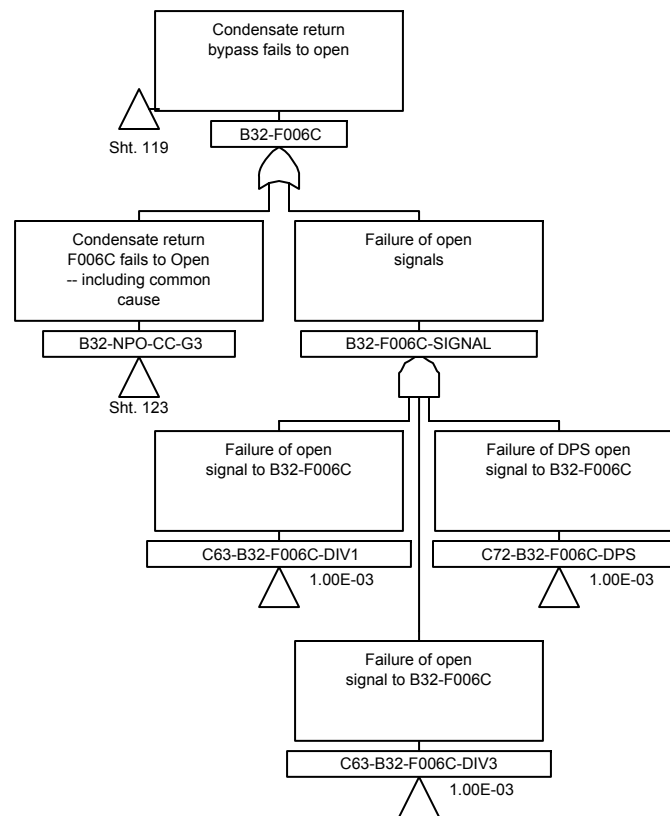 Condensate return
bypass fails to open
Sht. 119
B32-F006C
Condensate return
F006C fails to Open
-- including common
cause
Failure of open
signals
B32-NPO-CC-G3
B32-F006C-SIGNAL
Sht. 123
Failure of open
signal to B32-F006C
Failure of DPS open
signal to B32-F006C
C63-B32-F006C-DIV1
C72-B32-F006C-DPS
1.00E-03
1.00E-03
Failure of open
signal to B32-F006C
C63-B32-F006C-DIV3
1.00E-03